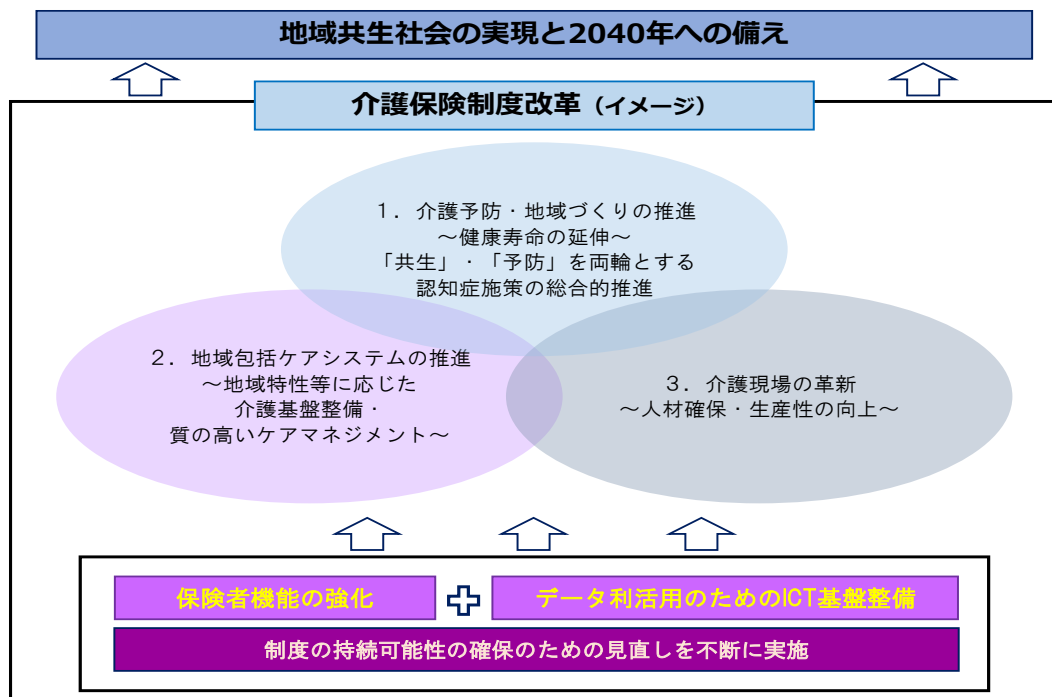 地域共生社会の実現と2040年への備え
介護保険制度改革（イメージ）
１．介護予防・地域づくりの推進
～健康寿命の延伸～
「共生」・「予防」を両輪とする
認知症施策の総合的推進
２．地域包括ケアシステムの推進
～地域特性等に応じた
介護基盤整備・
質の高いケアマネジメント～
３．介護現場の革新
～人材確保・生産性の向上～
保険者機能の強化
データ利活用のためのICT基盤整備
制度の持続可能性の確保のための見直しを不断に実施